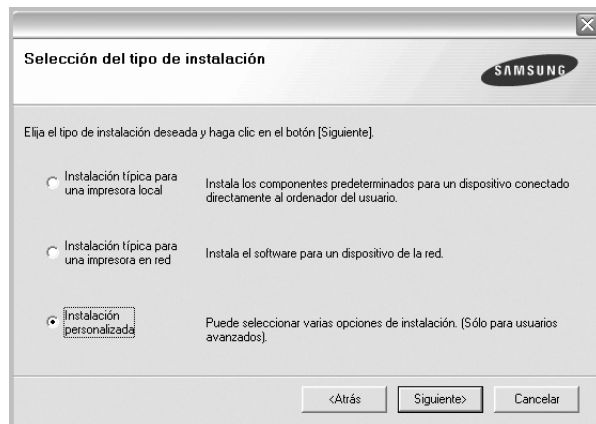 Selección del tipo de instalación
SAMSUNG
Elija el tipo de instalación deseada y haga clic en el botón [Siguiente].
Instalación típica para
una impresora local
Instala los componentes predeterminados para un dispositivo conectado
directamente al ordenador del usuario.
Instalación típica para
una impresora en red
Instala el software para un dispositivo de la red.
Instalación
personalizada
Puede seleccionar varias opciones de instalación. (Sólo para usuarios
avanzados).
<Atrás
Siguiente>
Cancelar